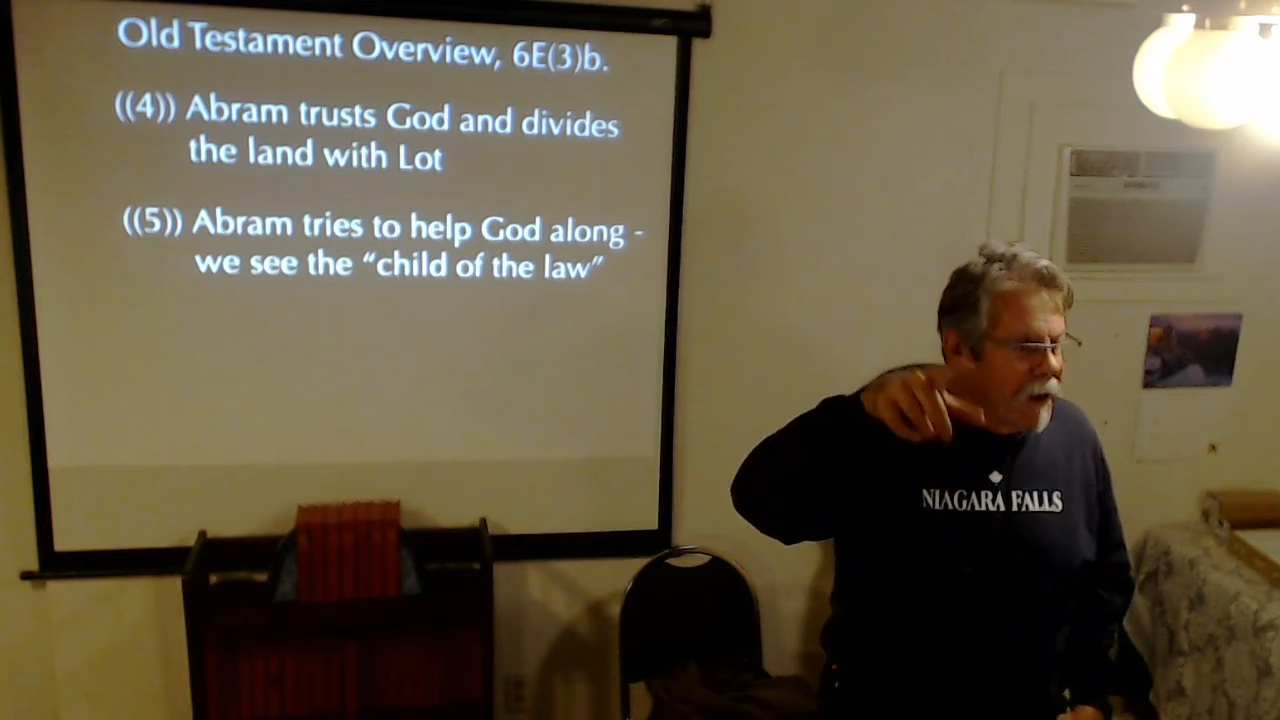 Old Testament Overview, 6E(3)b.
((4)) Abram trusts God and divides
the land with Lot
((5)) Abram tries to help God along -
we see the “child of the law”
NIAGARA FALLS